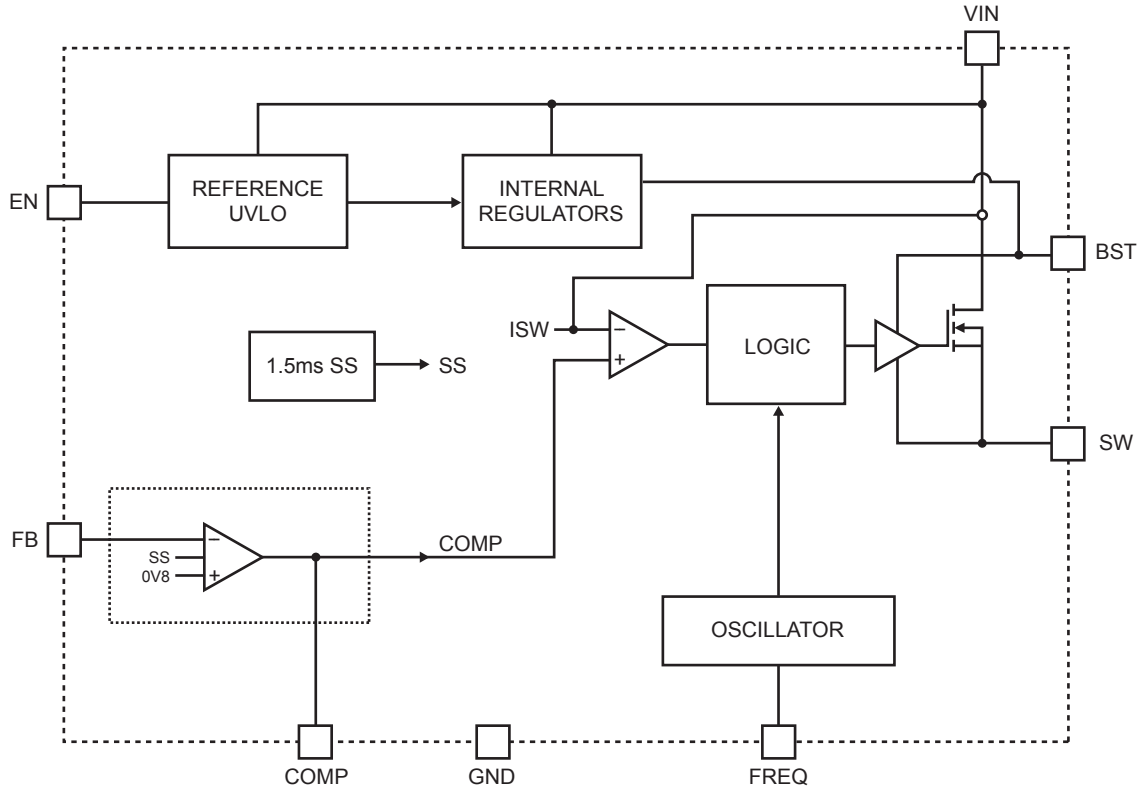 VIN
EN
REFERENCE
UVLO
INTERNAL
REGULATORS
BST
ISW
−
+
LOGIC
1.5ms SS
SS
SW
FB
−
SS
0V8
+
COMP
OSCILLATOR
COMP
GND
FREQ